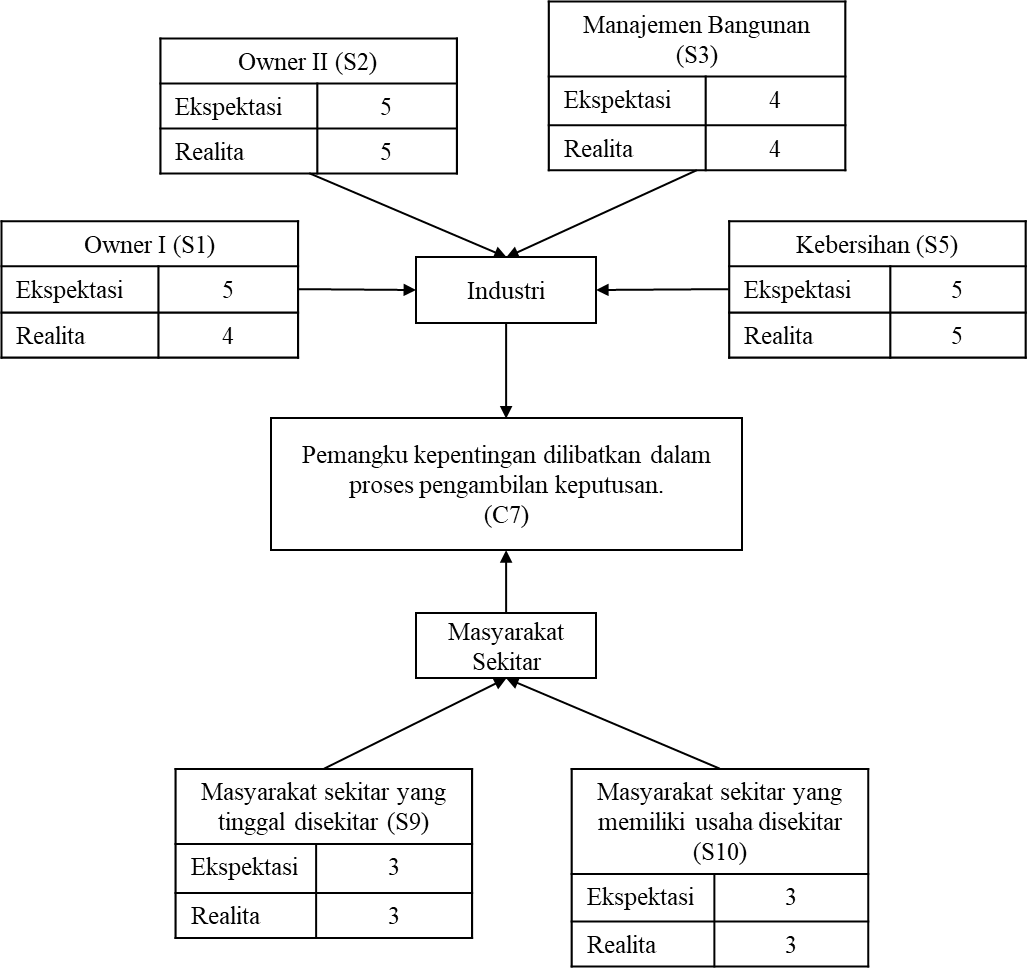 Manajemen Bangunan
(S3)
Ekspektasi 4
Realita 4
Owner II (S2)
Ekspektasi 5
Realita 5
Owner I (S1)
Ekspektasi 5
Realita 4
Industri
Kebersihan (S5)
Ekspektasi 5
Realita 5
Pemangku kepentingan dilibatkan dalam
proses pengambilan keputusan.
(C7)
Masyarakat
Sekitar
Masyarakat sekitar yang
tinggal disekitar (S9)
Ekspektasi 3
Realita 3
Masyarakat sekitar yang
memiliki usaha disekitar
(S10)
Ekspektasi 3
Realita 3